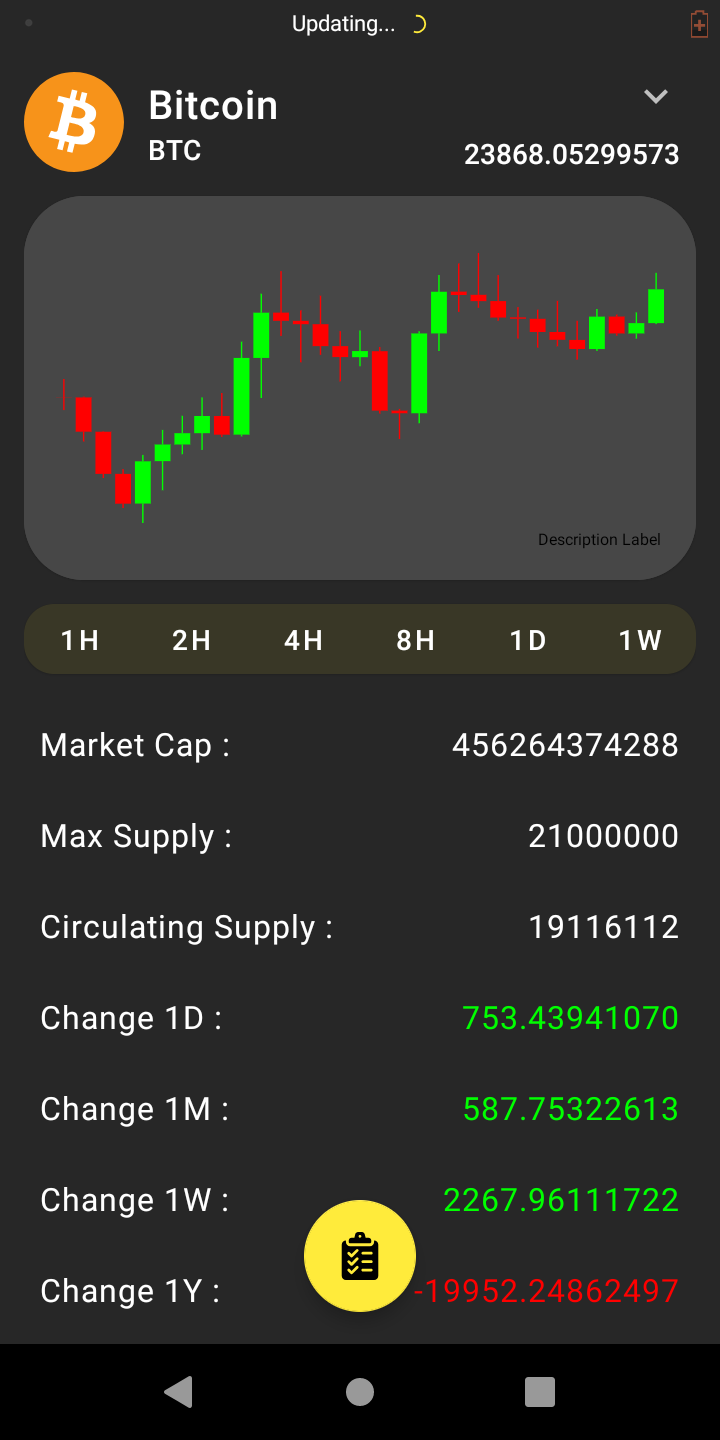 Updating...
Bitcoin
BTC
23868.05299573
Description Label
1H 2H 4H 8H 1D 1W
Market Cap : 456264374288
Max Supply : 21000000
Circulating Supply : 19116112
Change 1D : 753.43941070
Change 1M : 587.75322613
Change 1W : 2267.96111722
Change 1Y : -19952.24862497